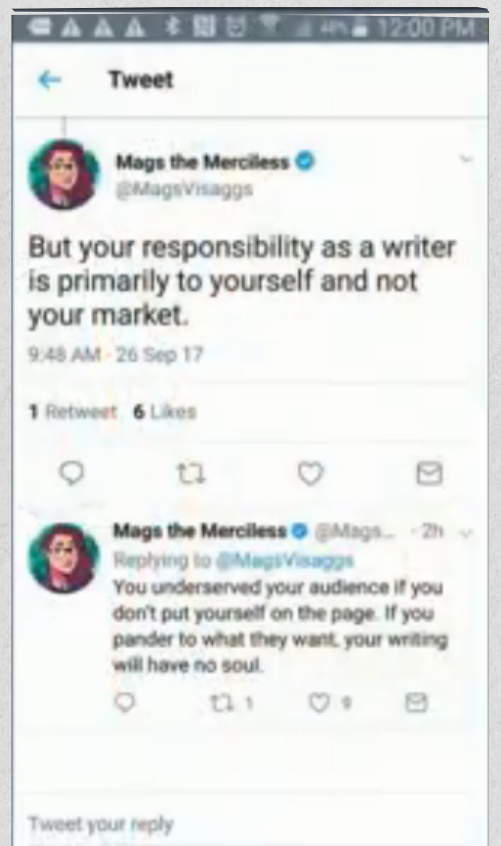 12:00 PM
Tweet
Mags the Merciless
@MagsVisaggs
But your responsibility as a writer
is primarily to yourself and not
your market.
9:48 AM - 26 Sep 17
1 Retweet 6 Likes
Mags the Merciless @Mags... · 2h
Replying to @MagsVisaggs
You underserved your audience if you
don't put yourself on the page. If you
pander to what they want, your writing
will have no soul.
1 9
Tweet your reply